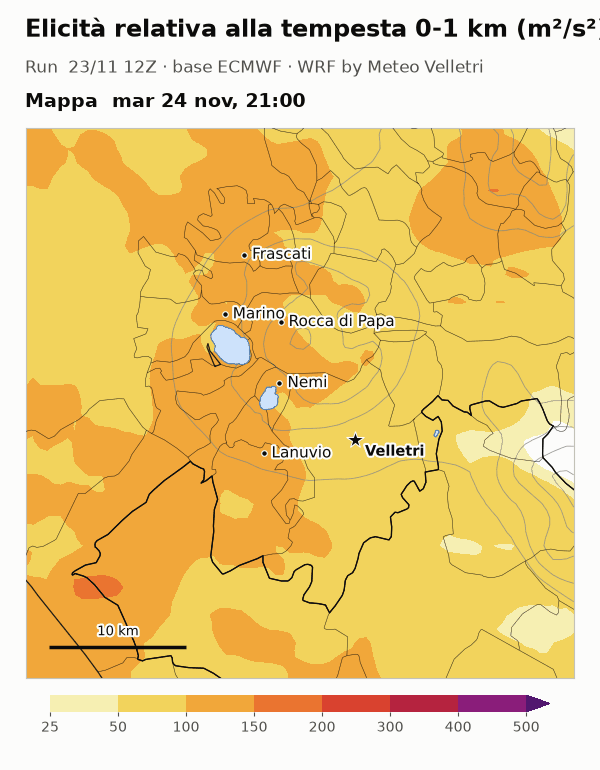 Elicità relativa alla tempesta 0-1 km (m²/s²)
Run  23/11 12Z · base ECMWF · WRF by Meteo Velletri
Mappa  mar 24 nov, 21:00
Frascati
Marino
Rocca di Papa
Nemi
Velletri
Lanuvio
10 km
25 50 100 150 200 300 400 500